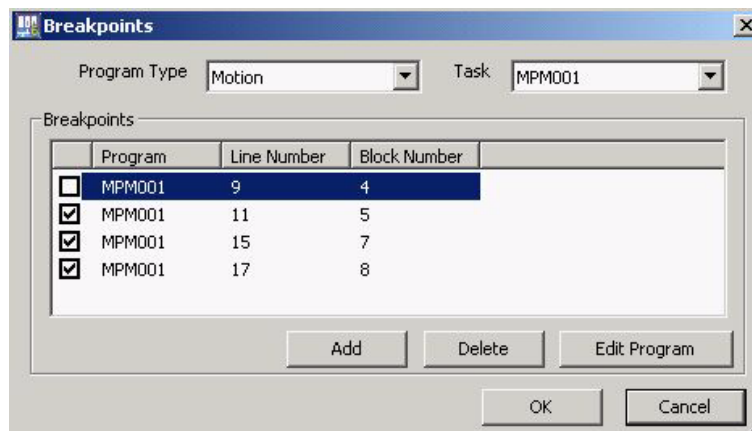 Breakpoints
Program Type Motion Task MPM001
Breakpoints
Program Line Number Block Number
MPM001 9 4
MPM001 11 5
MPM001 15 7
MPM001 17 8
Add Delete Edit Program
OK Cancel